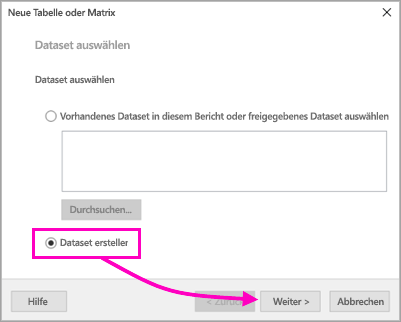 Neue Tabelle oder Matrix
Dataset auswählen
Dataset auswählen
Vorhandenes Dataset in diesem Bericht oder freigegebenes Dataset auswählen
Durchsuchen...
Dataset ersteller
Hilfe
< Zurück
Weiter >
Abbrechen